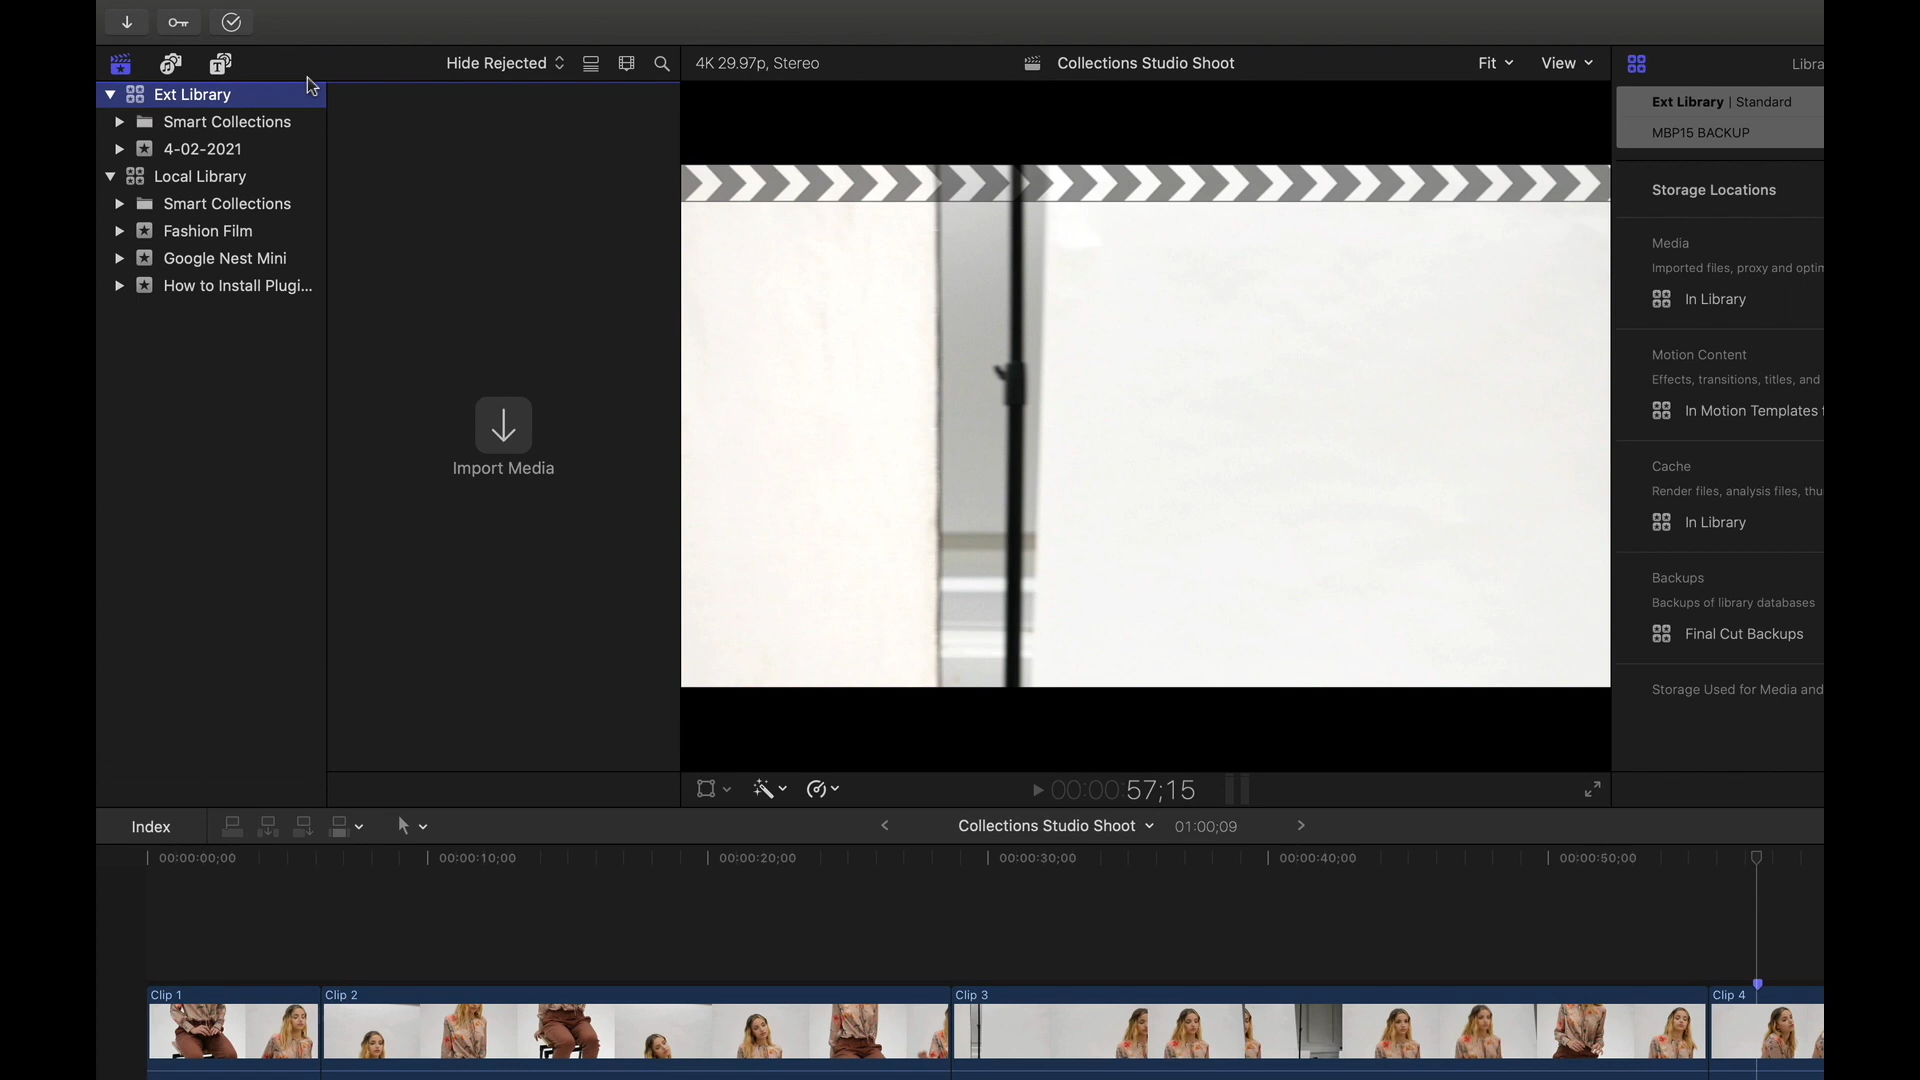 Hide Rejected
4K 29.97p, Stereo
Collections Studio Shoot
Fit
View
Libra
Ext Library
Smart Collections
4-02-2021
Local Library
Smart Collections
Fashion Film
Google Nest Mini
How to Install Plugi...
Import Media
Ext Library | Standard
MBP15 BACKUP
Storage Locations
Media
Imported files, proxy and optim
In Library
Motion Content
Effects, transitions, titles, and
In Motion Templates f
Cache
Render files, analysis files, thu
In Library
Backups
Backups of library databases
Final Cut Backups
Storage Used for Media and
00:00:57;15
Index
Collections Studio Shoot
01:00;09
00:00:00;00
00:00:10;00
00:00:20;00
00:00:30;00
00:00:40;00
00:00:50;00
Clip 1
Clip 2
Clip 3
Clip 4